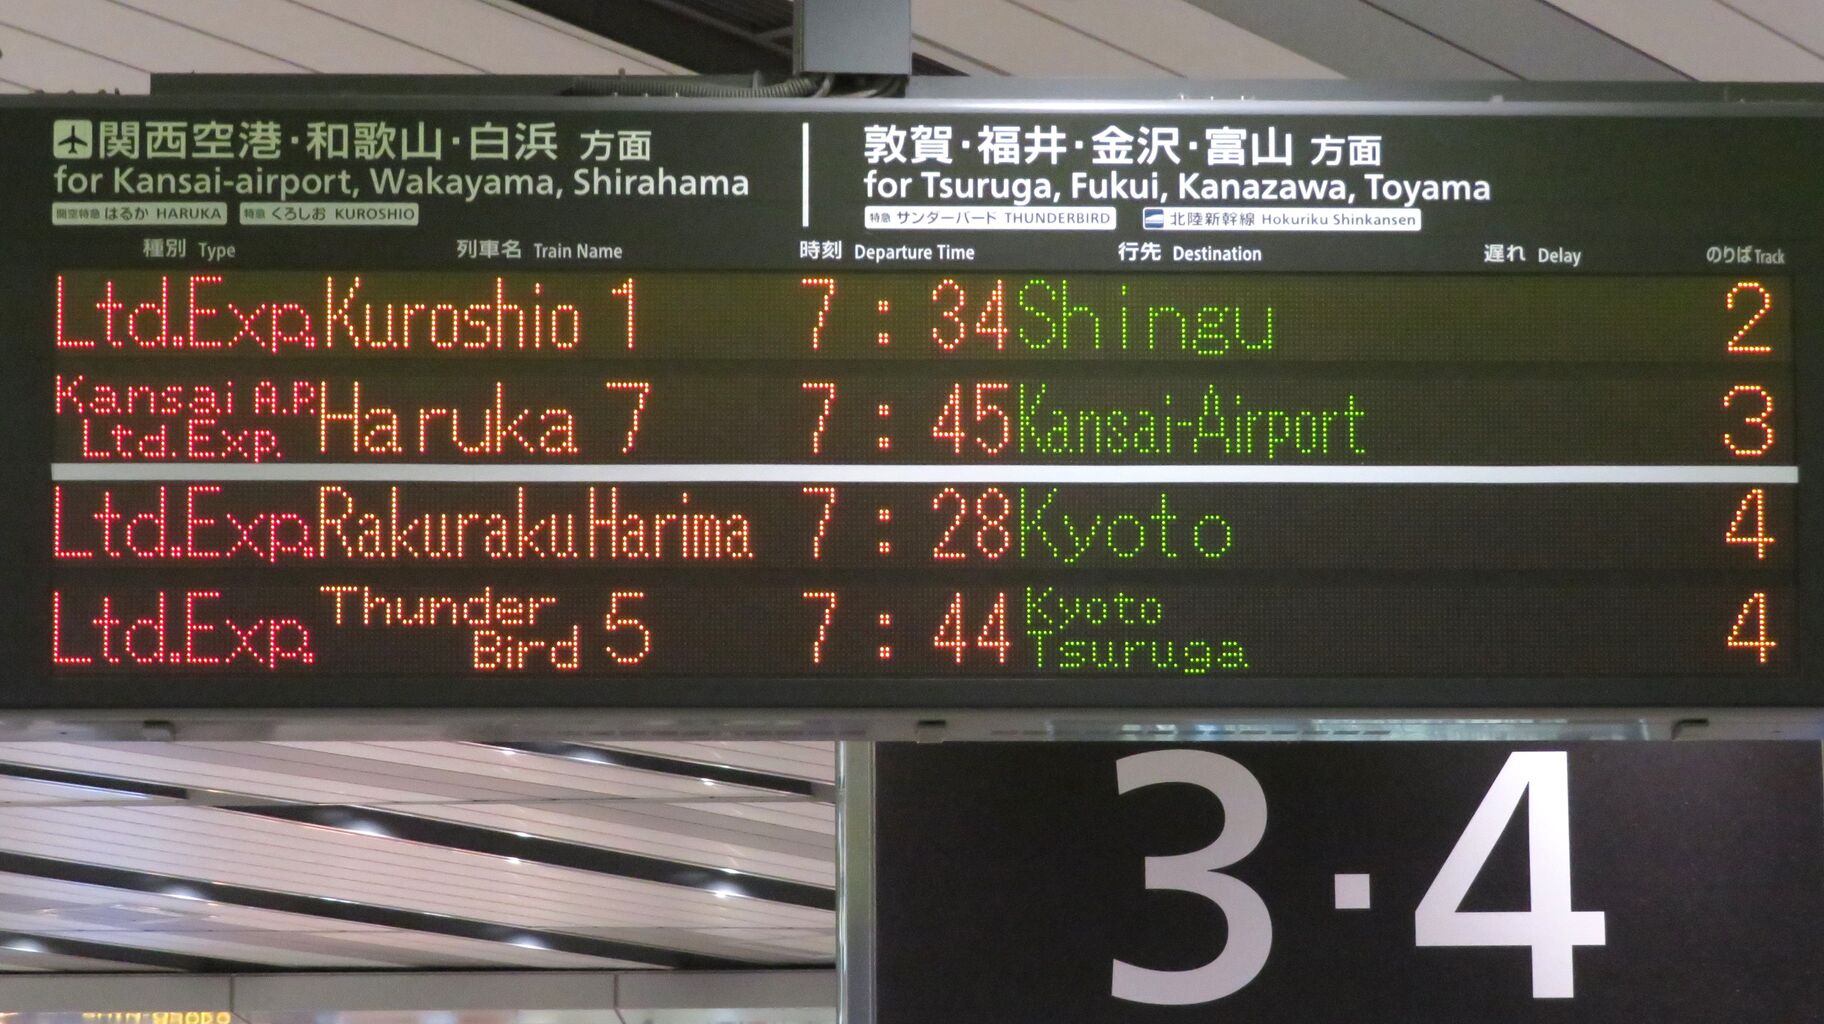 関西空港・和歌山・白浜 方面
for Kansai-airport, Wakayama, Shirahama
関空特急 はるか HARUKA 特急 くろしお KUROSHIO
敦賀・福井・金沢・富山 方面
for Tsuruga, Fukui, Kanazawa, Toyama
特急 サンダーバード THUNDERBIRD 北陸新幹線 Hokuriku Shinkansen
種別 Type 列車名 Train Name 時刻 Departure Time 行先 Destination 遅れ Delay のりば Track
Ltd.Exp. Kuroshio 1 7:34 Shingu 2
Kansai A.P. Ltd.Exp. Haruka 7 7:45 Kansai-Airport 3
Ltd.Exp. RakurakuHarima 7:28 Kyoto 4
Ltd.Exp. Thunder Bird 5 7:44 Kyoto Tsuruga 4
3・4